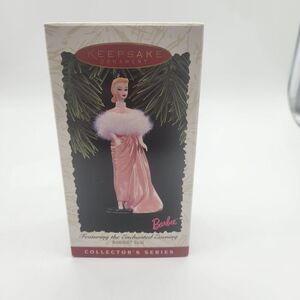 KEEPSAKE
ORNAMENT
Barbie
Featuring the Enchanted Evening
BARBIE® Doll
COLLECTOR'S SERIES